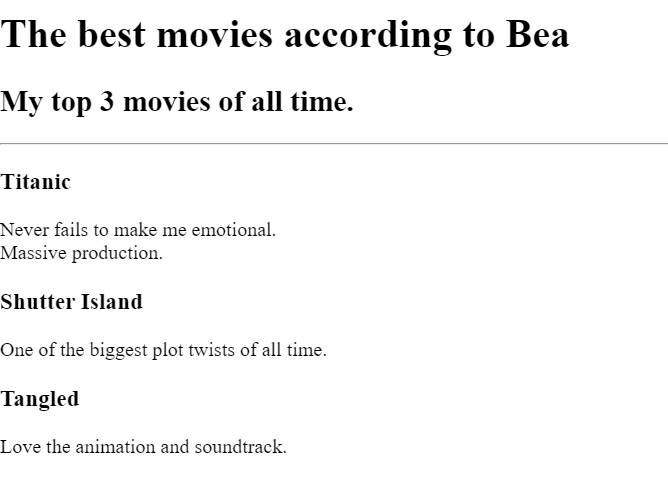 The best movies according to Bea
My top 3 movies of all time.
Titanic
Never fails to make me emotional.
Massive production.
Shutter Island
One of the biggest plot twists of all time.
Tangled
Love the animation and soundtrack.